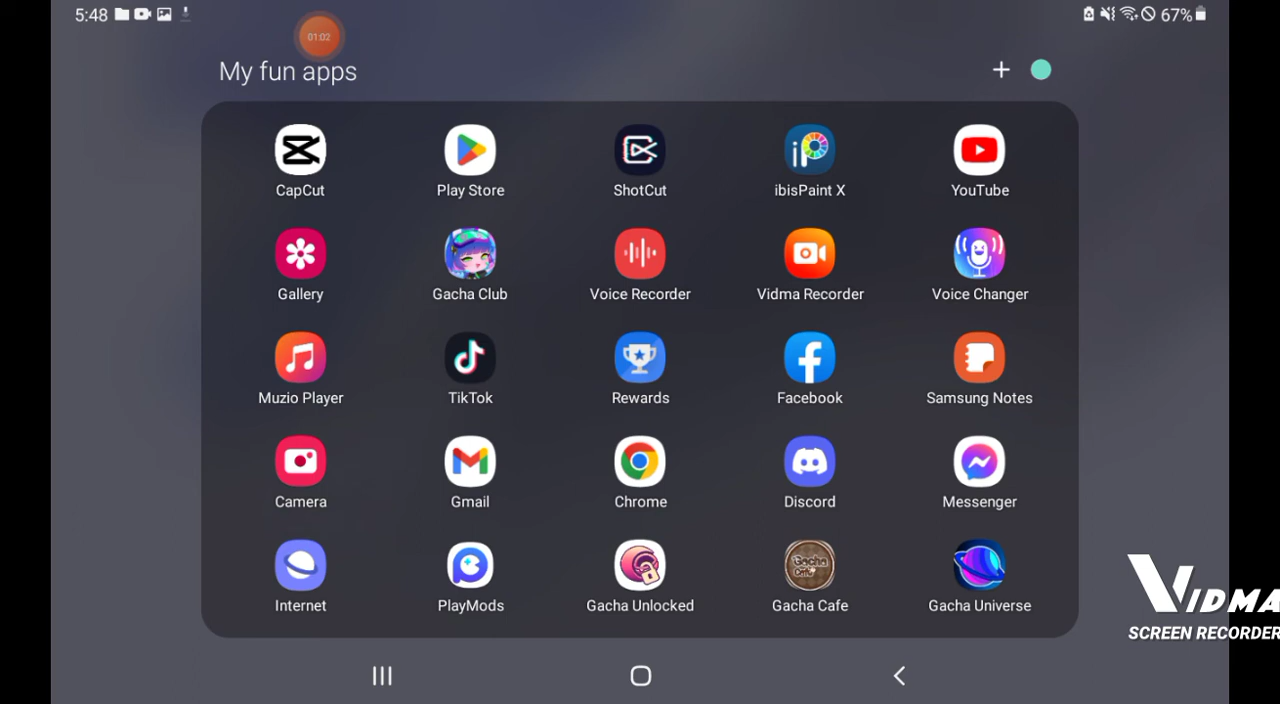 5:48
67%
01:02
My fun apps
CapCut Play Store ShotCut ibisPaint X YouTube
Gallery Gacha Club Voice Recorder Vidma Recorder Voice Changer
Muzio Player TikTok Rewards Facebook Samsung Notes
Camera Gmail Chrome Discord Messenger
Internet PlayMods Gacha Unlocked Gacha Cafe Gacha Universe
VIDMA
SCREEN RECORDER